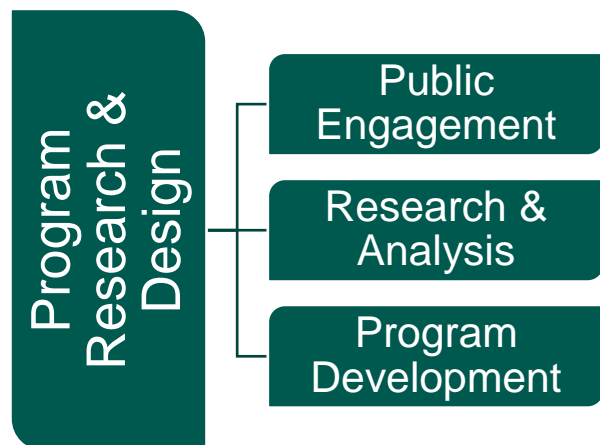 Program
Research &
Design
Public
Engagement
Research &
Analysis
Program
Development